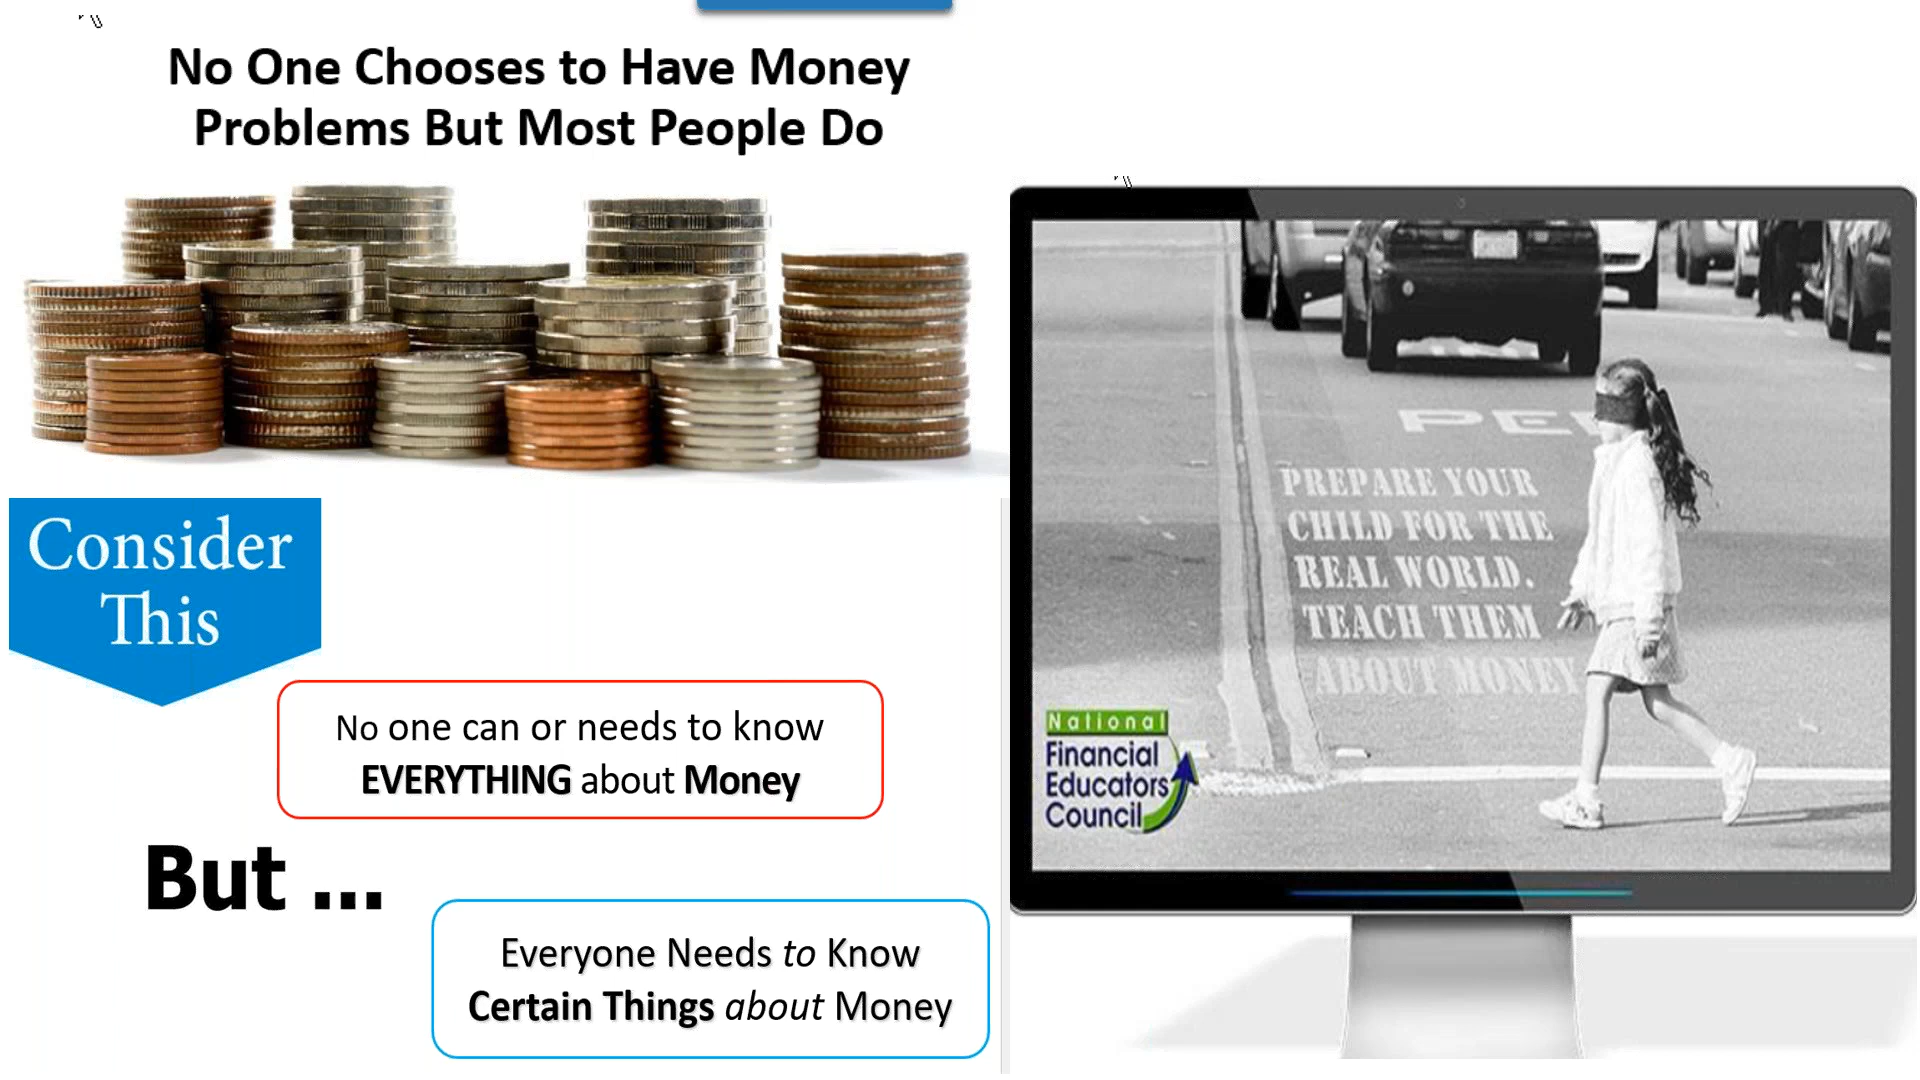 No One Chooses to Have Money
Problems But Most People Do
Consider
This
No one can or needs to know
EVERYTHING about Money
But ...
Everyone Needs to Know
Certain Things about Money
PREPARE YOUR
CHILD FOR THE
REAL WORLD.
TEACH THEM
ABOUT MONEY
National
Financial
Educators
Council